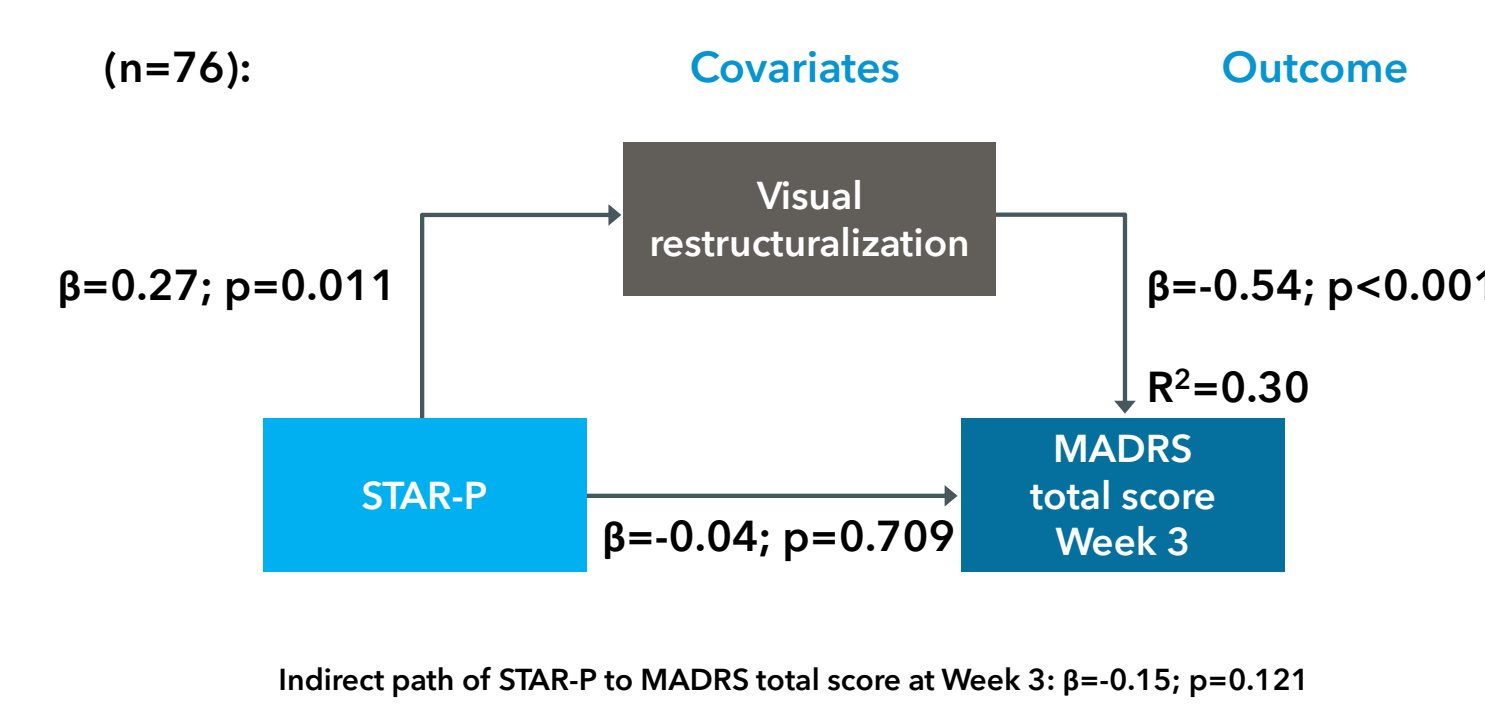 (n=76):
Covariates
Outcome
Visual
restructuralization
β=0.27; p=0.011
β=-0.54; p<0.001
R²=0.30
STAR-P
MADRS
total score
Week 3
β=-0.04; p=0.709
Indirect path of STAR-P to MADRS total score at Week 3: β=-0.15; p=0.121